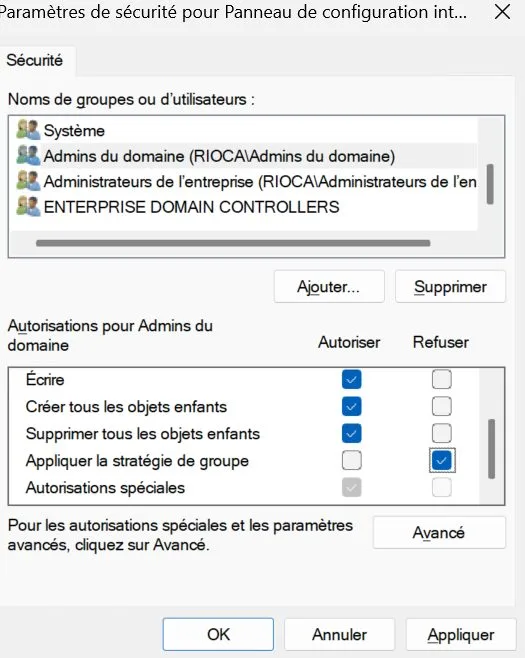 Paramètres de sécurité pour Panneau de configuration int...
Sécurité
Noms de groupes ou d'utilisateurs :
Système
Admins du domaine (RIOCA\Admins du domaine)
Administrateurs de l'entreprise (RIOCA\Administrateurs de l'en
ENTERPRISE DOMAIN CONTROLLERS
Ajouter...
Supprimer
Autorisations pour Admins du
domaine
Autoriser
Refuser
Écrire
Créer tous les objets enfants
Supprimer tous les objets enfants
Appliquer la stratégie de groupe
Autorisations spéciales
Pour les autorisations spéciales et les paramètres
avancés, cliquez sur Avancé.
Avancé
OK
Annuler
Appliquer